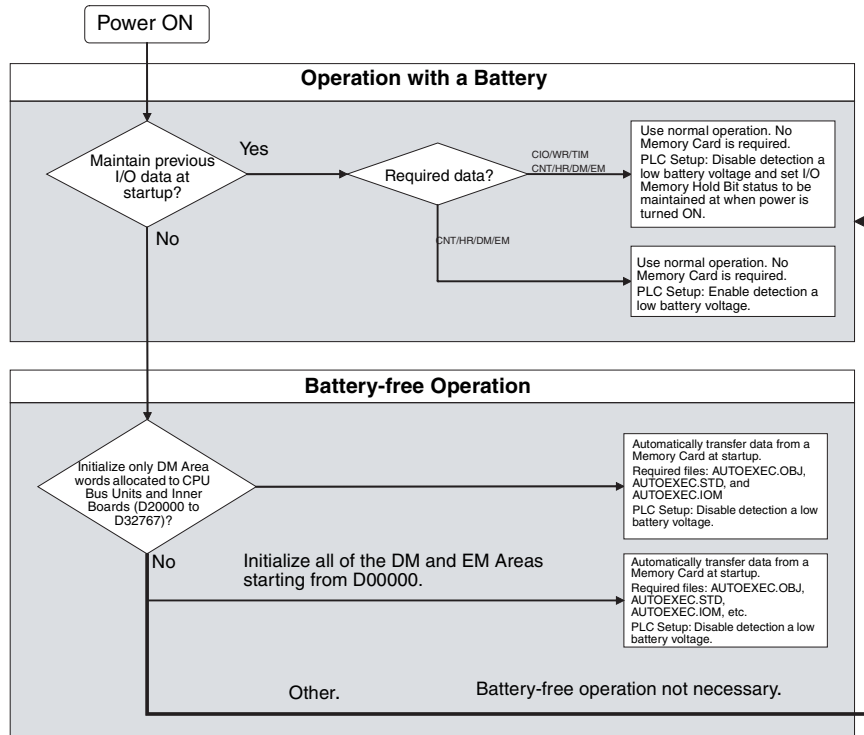 Power ON
Operation with a Battery
Maintain previous
I/O data at
startup?
Yes
No
Required data?
CIO/WR/TIM
CNT/HR/DM/EM
CNT/HR/DM/EM
Use normal operation. No
Memory Card is required.
PLC Setup: Disable detection a
low battery voltage and set I/O
Memory Hold Bit status to be
maintained at when power is
turned ON.
Use normal operation. No
Memory Card is required.
PLC Setup: Enable detection a
low battery voltage.
Battery-free Operation
Initialize only DM Area
words allocated to CPU
Bus Units and Inner
Boards (D20000 to
D32767)?
Automatically transfer data from a
Memory Card at startup.
Required files: AUTOEXEC.OBJ,
AUTOEXEC.STD, and
AUTOEXEC.IOM
PLC Setup: Disable detection a low
battery voltage.
No
Initialize all of the DM and EM Areas
starting from D00000.
Automatically transfer data from a
Memory Card at startup.
Required files: AUTOEXEC.OBJ,
AUTOEXEC.STD,
AUTOEXEC.IOM, etc.
PLC Setup: Disable detection a low
battery voltage.
Other.
Battery-free operation not necessary.